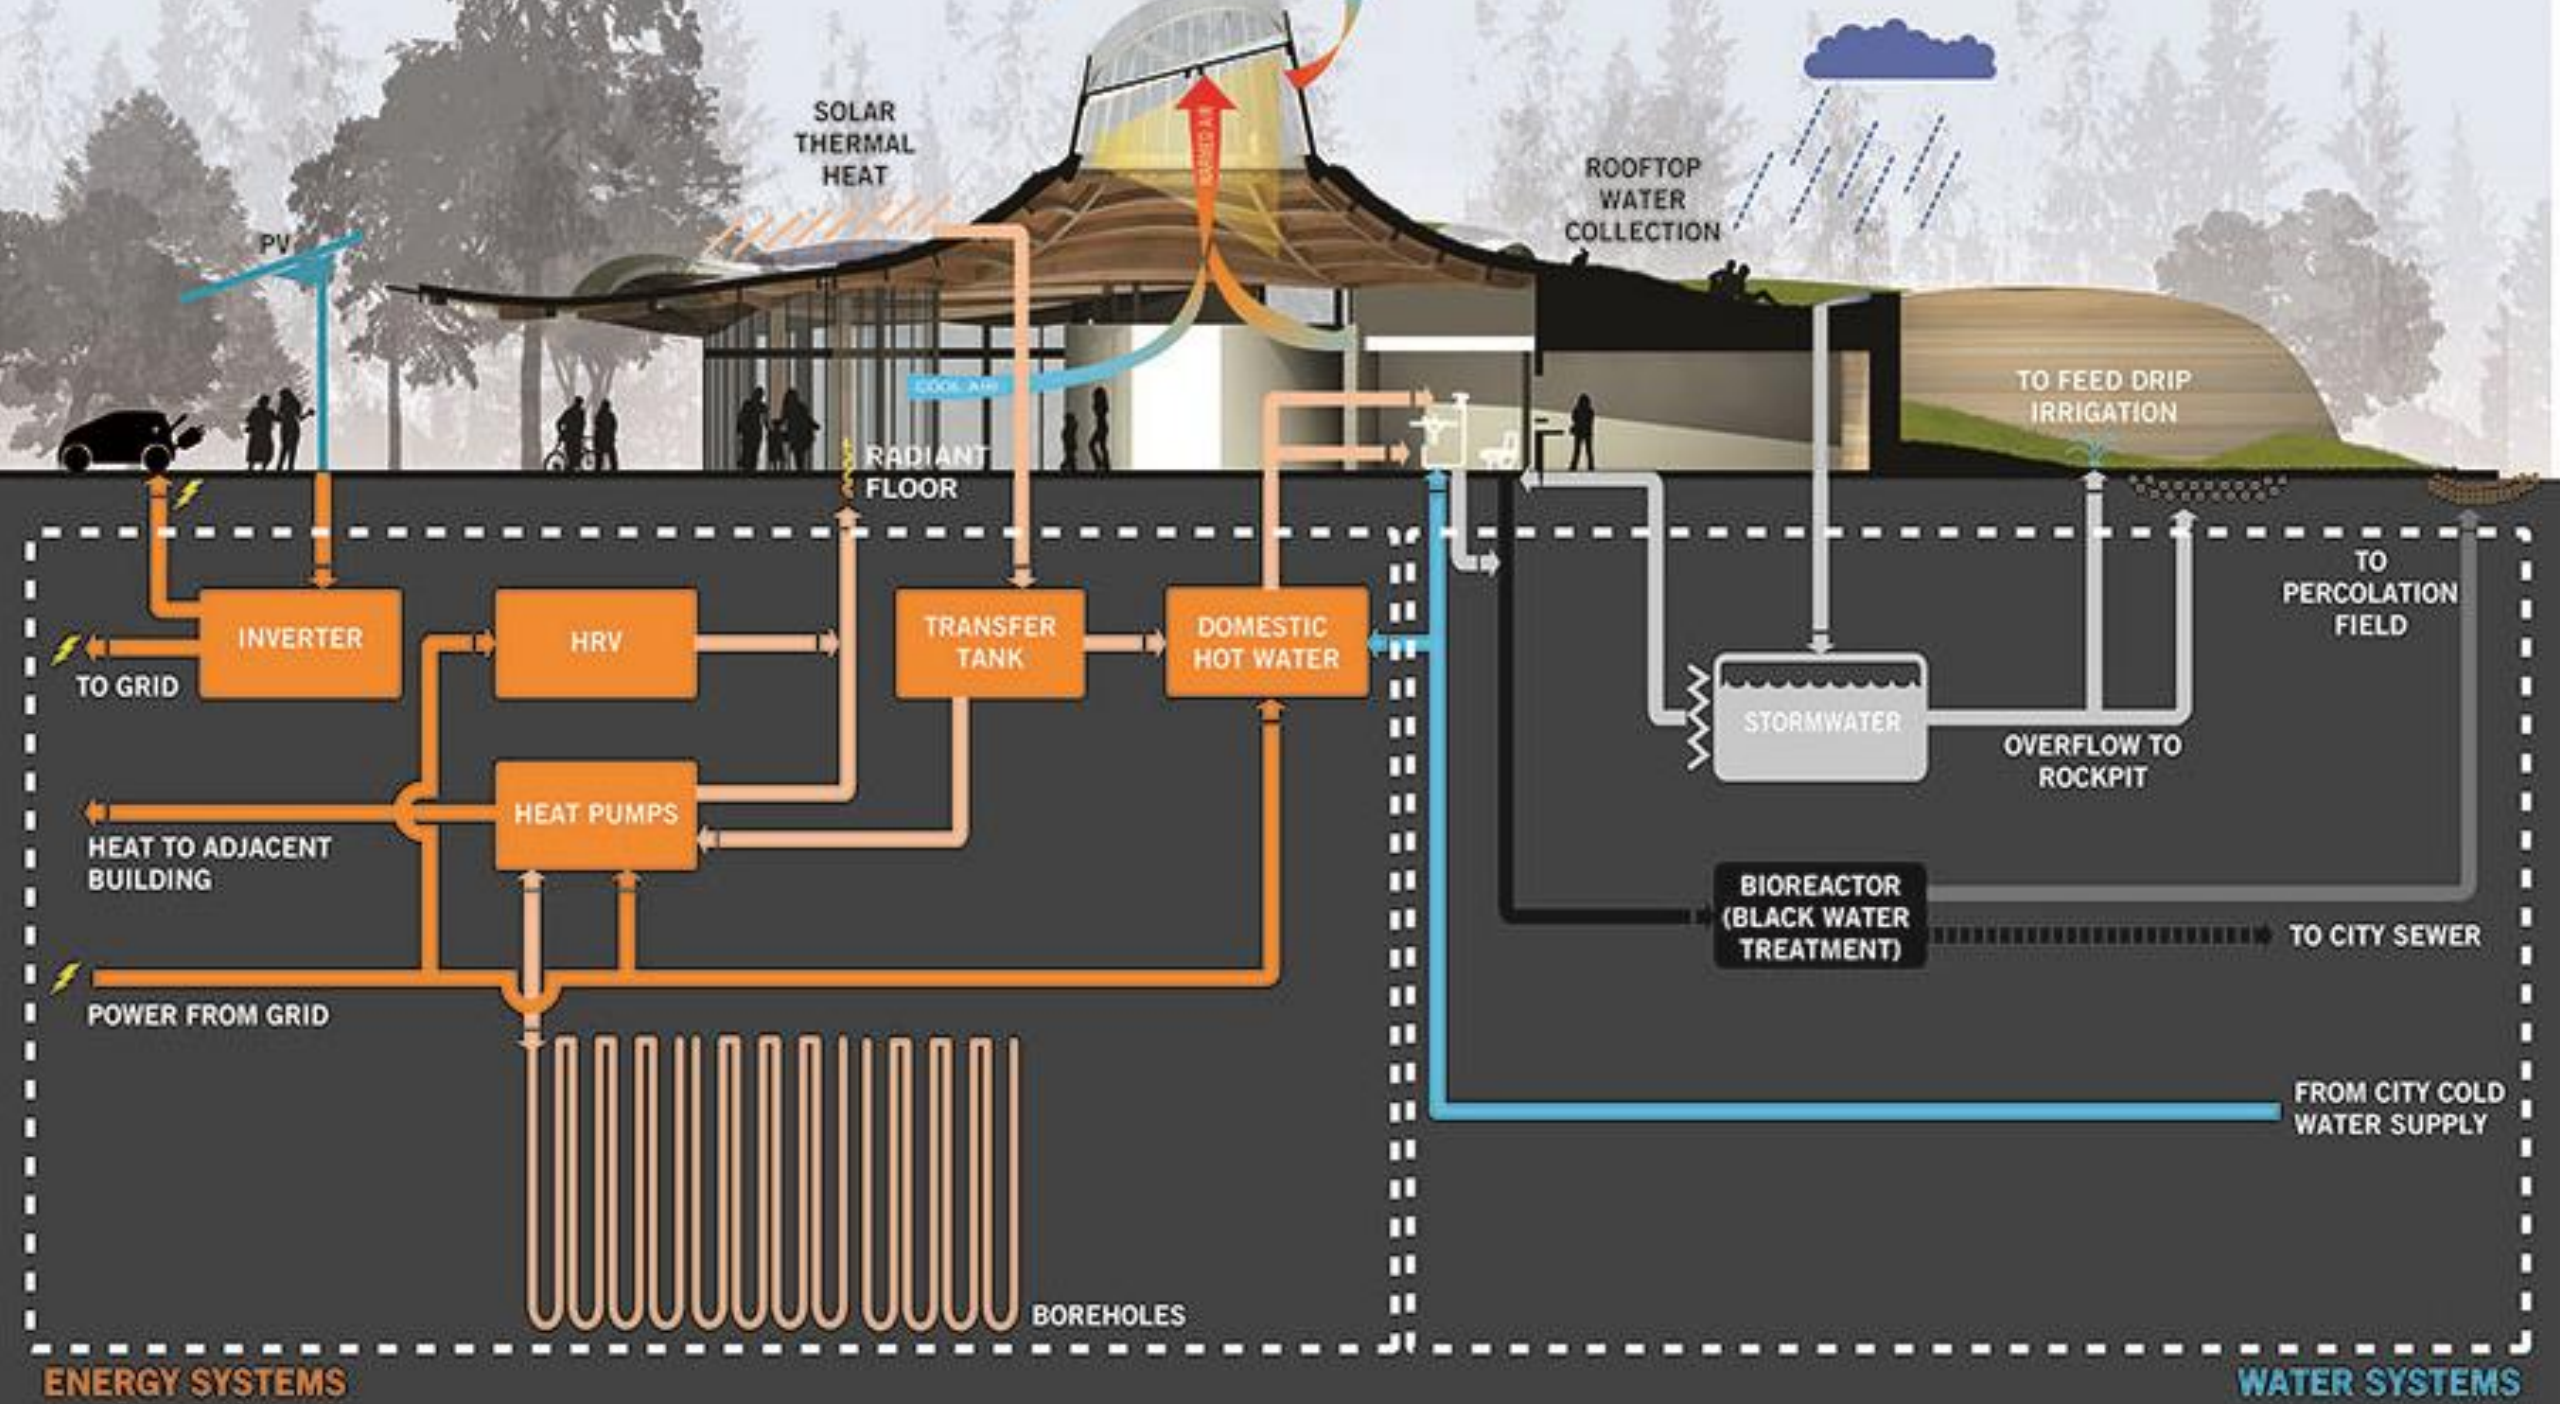 SOLAR
THERMAL
HEAT
WARMED AIR
ROOFTOP
WATER
COLLECTION
PV
COOL AIR
TO FEED DRIP
IRRIGATION
RADIANT
FLOOR
INVERTER
HRV
TRANSFER
TANK
DOMESTIC
HOT WATER
TO GRID
TO
PERCOLATION
FIELD
STORMWATER
OVERFLOW TO
ROCKPIT
HEAT PUMPS
HEAT TO ADJACENT
BUILDING
BIOREACTOR
(BLACK WATER
TREATMENT)
TO CITY SEWER
POWER FROM GRID
FROM CITY COLD
WATER SUPPLY
BOREHOLES
ENERGY SYSTEMS
WATER SYSTEMS